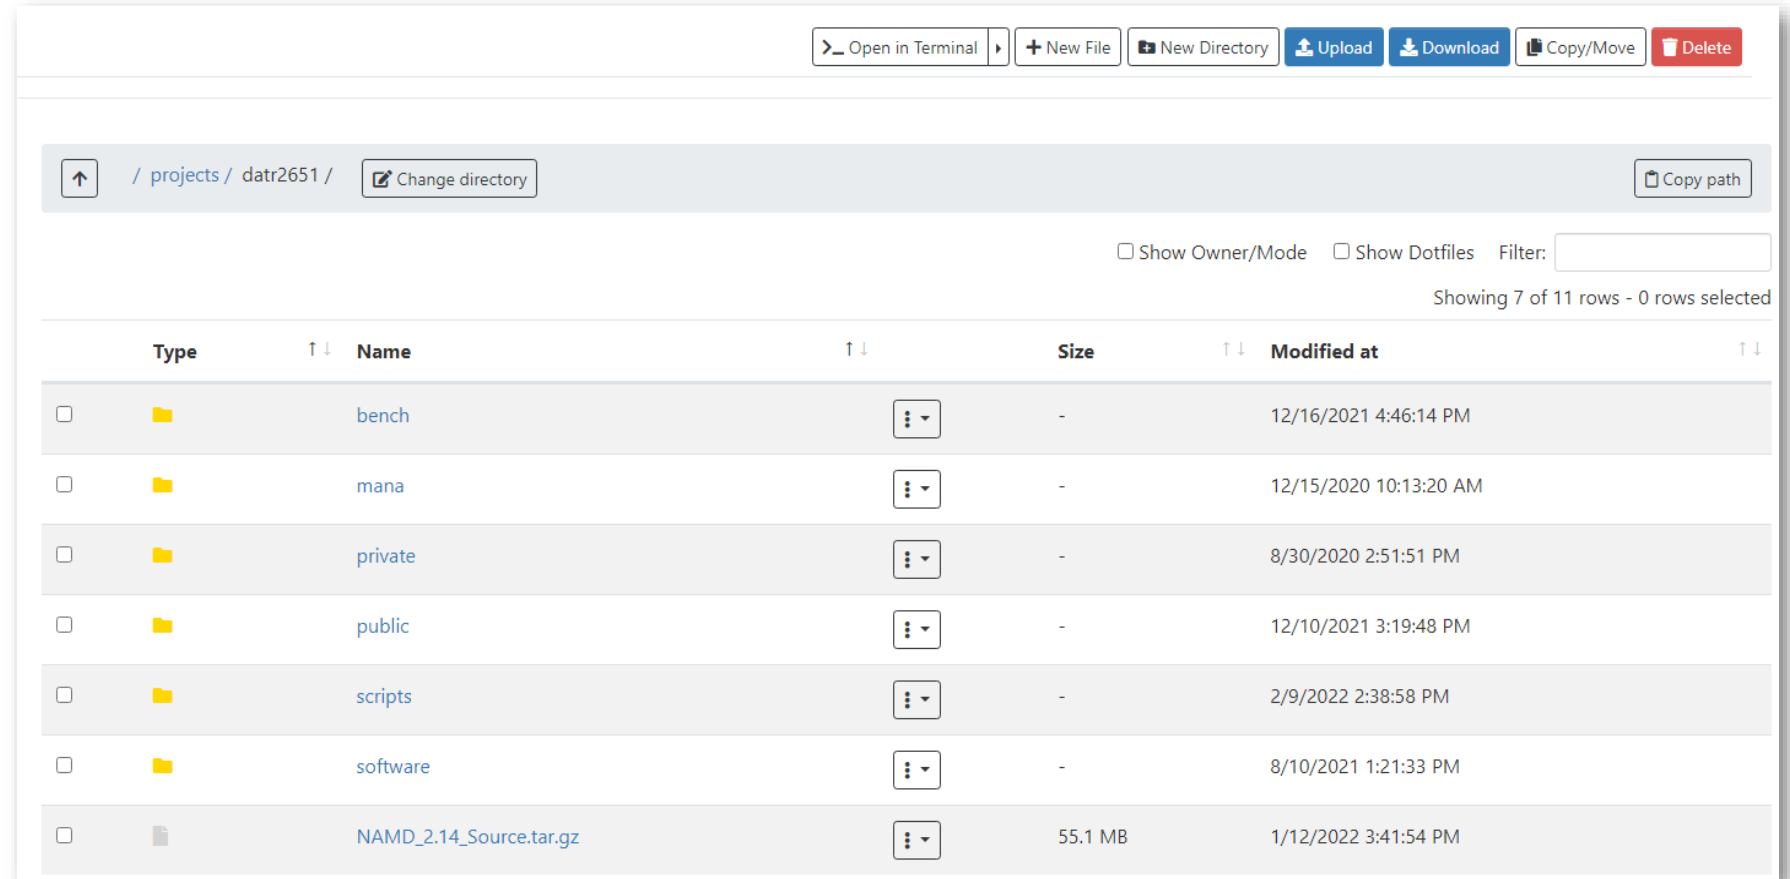 Open in Terminal New File New Directory Upload Download Copy/Move Delete
/ projects / datr2651 / Change directory Copy path
Show Owner/Mode Show Dotfiles Filter:
Showing 7 of 11 rows - 0 rows selected
Type Name Size Modified at
bench - 12/16/2021 4:46:14 PM
mana - 12/15/2020 10:13:20 AM
private - 8/30/2020 2:51:51 PM
public - 12/10/2021 3:19:48 PM
scripts - 2/9/2022 2:38:58 PM
software - 8/10/2021 1:21:33 PM
NAMD_2.14_Source.tar.gz 55.1 MB 1/12/2022 3:41:54 PM